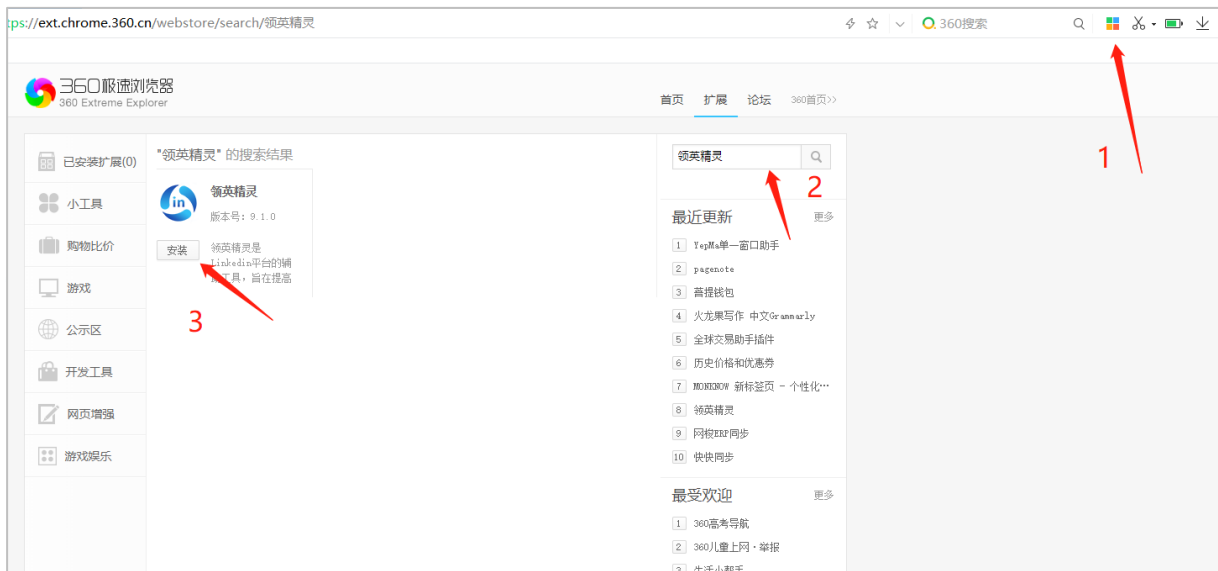 tps://ext.chrome.360.cn/webstore/search/领英精灵
360搜索
360极速浏览器
360 Extreme Explorer
首页 扩展 论坛 360首页>>
1
已安装扩展(0)
小工具
购物比价
游戏
公示区
开发工具
网页增强
游戏娱乐
"领英精灵" 的搜索结果
in
领英精灵
版本号: 9.1.0
安装
领英精灵是
Linkedin平台的辅
工具，旨在提高
3
领英精灵
2
最近更新 更多
1 YepMa单一窗口助手
2 pagenote
3 菩提钱包
4 火龙果写作 中文Grammarly
5 全球交易助手插件
6 历史价格和优惠券
7 MONKNOW 新标签页 - 个性化…
8 领英精灵
9 网梭ERP同步
10 快快同步
最受欢迎 更多
1 360高考导航
2 360儿童上网·举报